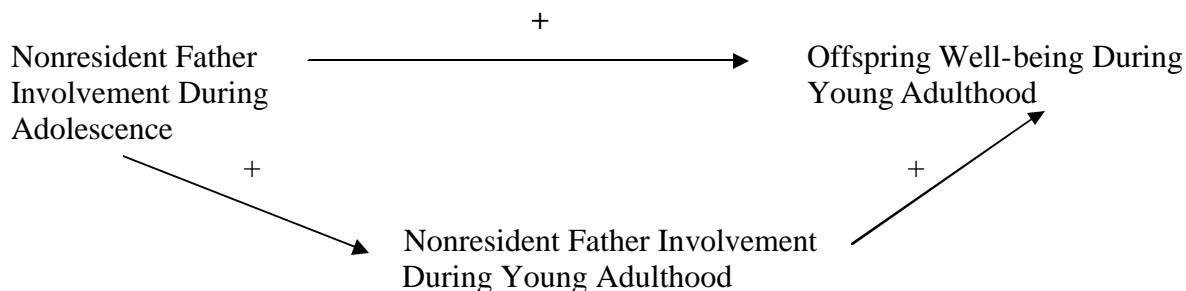 +
Nonresident Father
Involvement During
Adolescence
Offspring Well-being During
Young Adulthood
+
+
Nonresident Father Involvement
During Young Adulthood